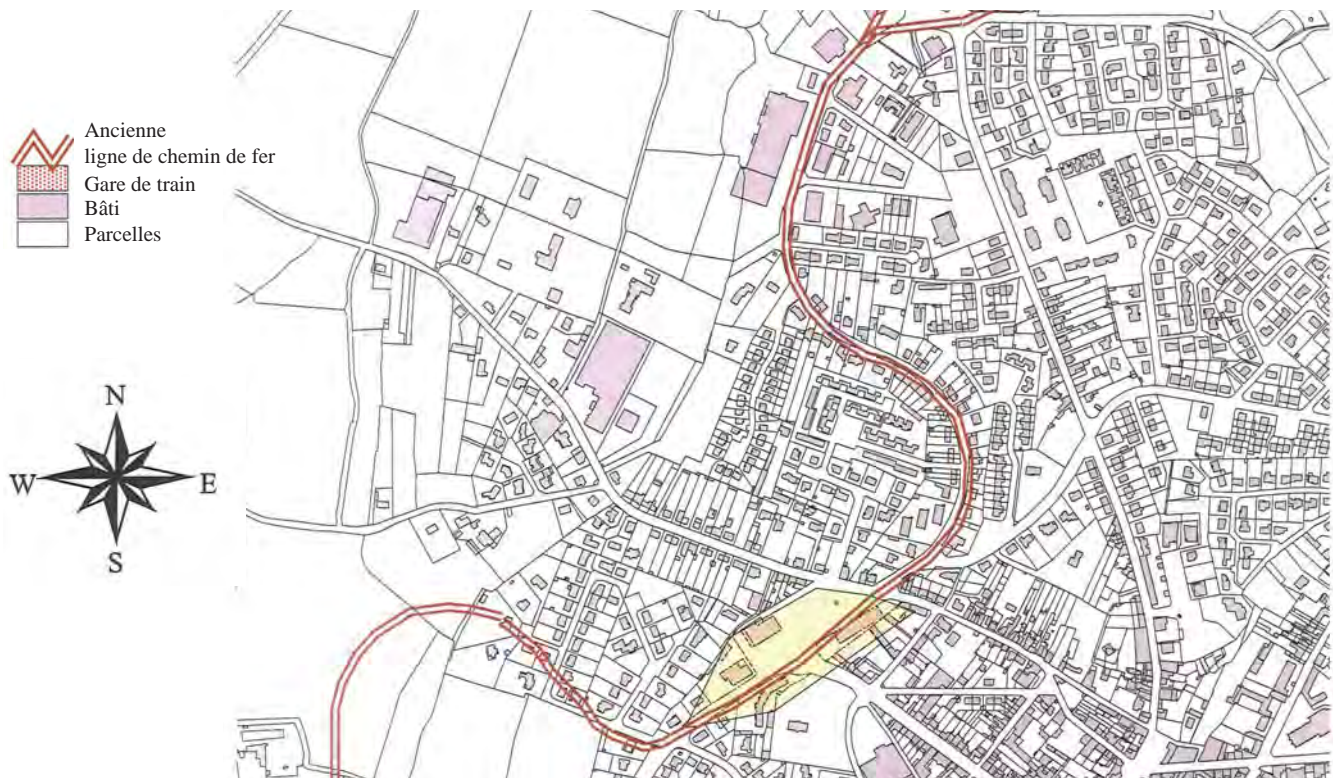 Ancienne
ligne de chemin de fer
Gare de train
Bâti
Parcelles
N
W E
S